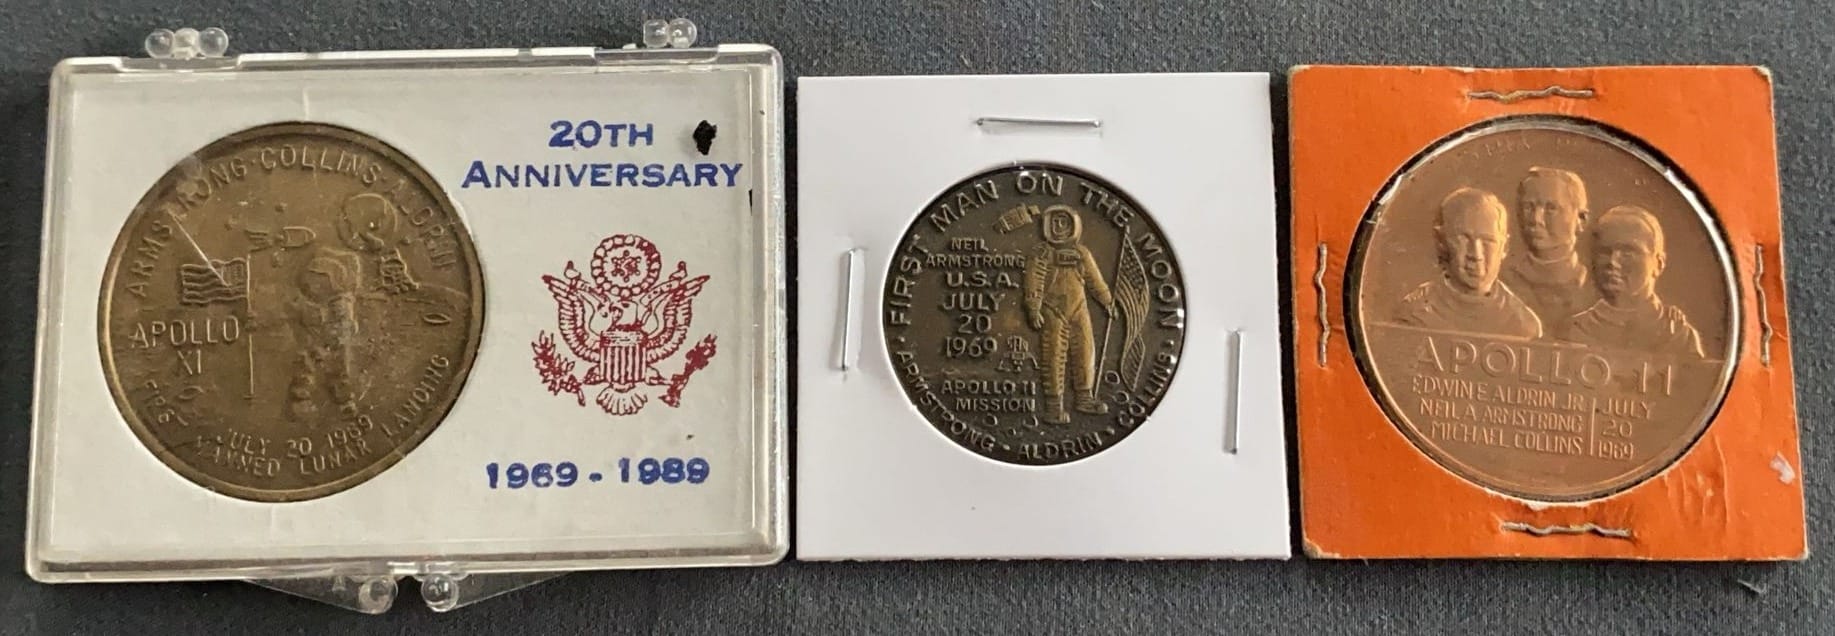 ARMSTRONG·COLLINS·ALDRIN
APOLLO
XI
JULY 20 1969
FIRST MANNED LUNAR LANDING
20TH
ANNIVERSARY
1969 - 1989
FIRST MAN ON THE MOON
NEIL
ARMSTRONG
U.S.A.
JULY
20
1969
APOLLO 11
MISSION
ARMSTRONG • ALDRIN • COLLINS
APOLLO 11
EDWIN E ALDRIN JR.
NEIL A ARMSTRONG
MICHAEL COLLINS
JULY
20
1969